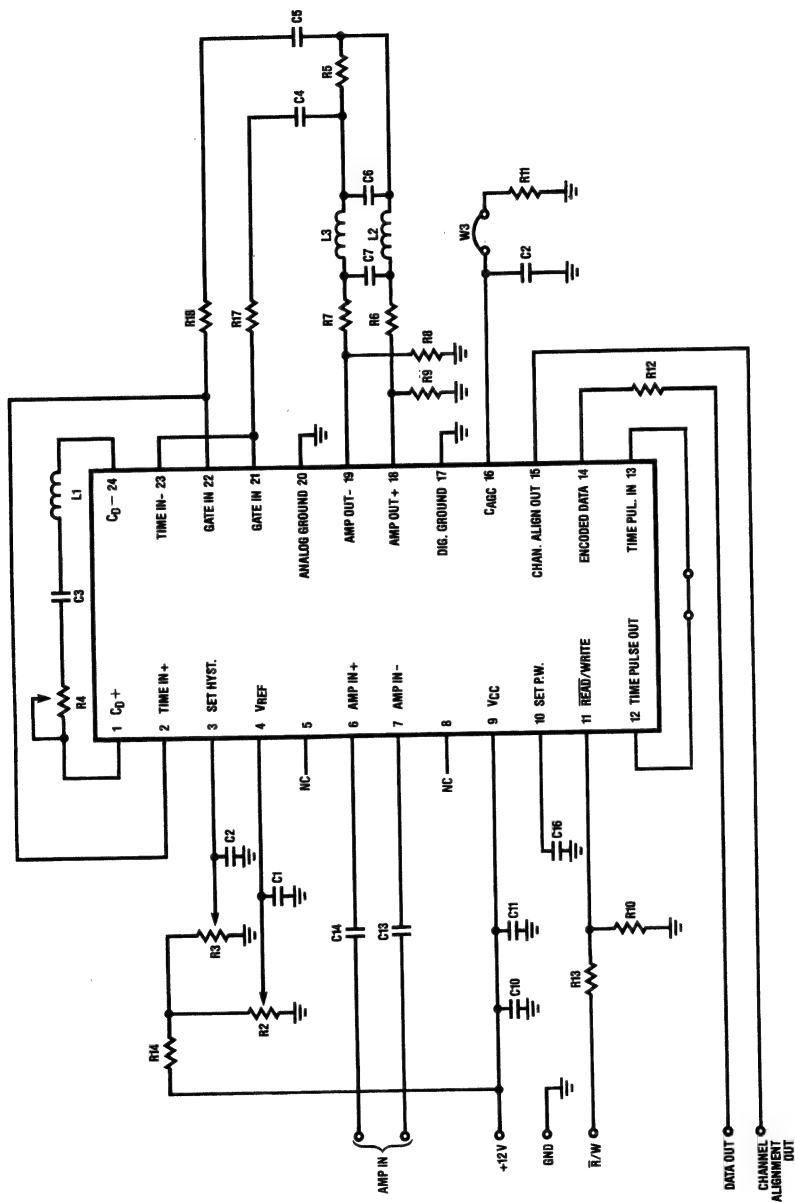 C5
R5
C4
R18
R17
L3
C6
L2
C7
R7
R6
R8
R9
W3
R11
C2
R12
L1
C3
R4
1 CD+
2 TIME IN+
3 SET HYST.
4 VREF
5
6 AMP IN+
7 AMP IN-
8
9 VCC
10 SET P.W.
11 READ/WRITE
12 TIME PULSE OUT
CD- 24
TIME IN- 23
GATE IN 22
GATE IN 21
ANALOG GROUND 20
AMP OUT- 19
AMP OUT+ 18
DIG. GROUND 17
CAGC 16
CHAN. ALIGN OUT 15
ENCODED DATA 14
TIME PUL. IN 13
NC
NC
C2
C1
R3
R2
R14
C14
C13
C11
C10
C16
R10
R13
AMP IN
+12V
GND
R/W
DATA OUT
CHANNEL
ALIGNMENT
OUT